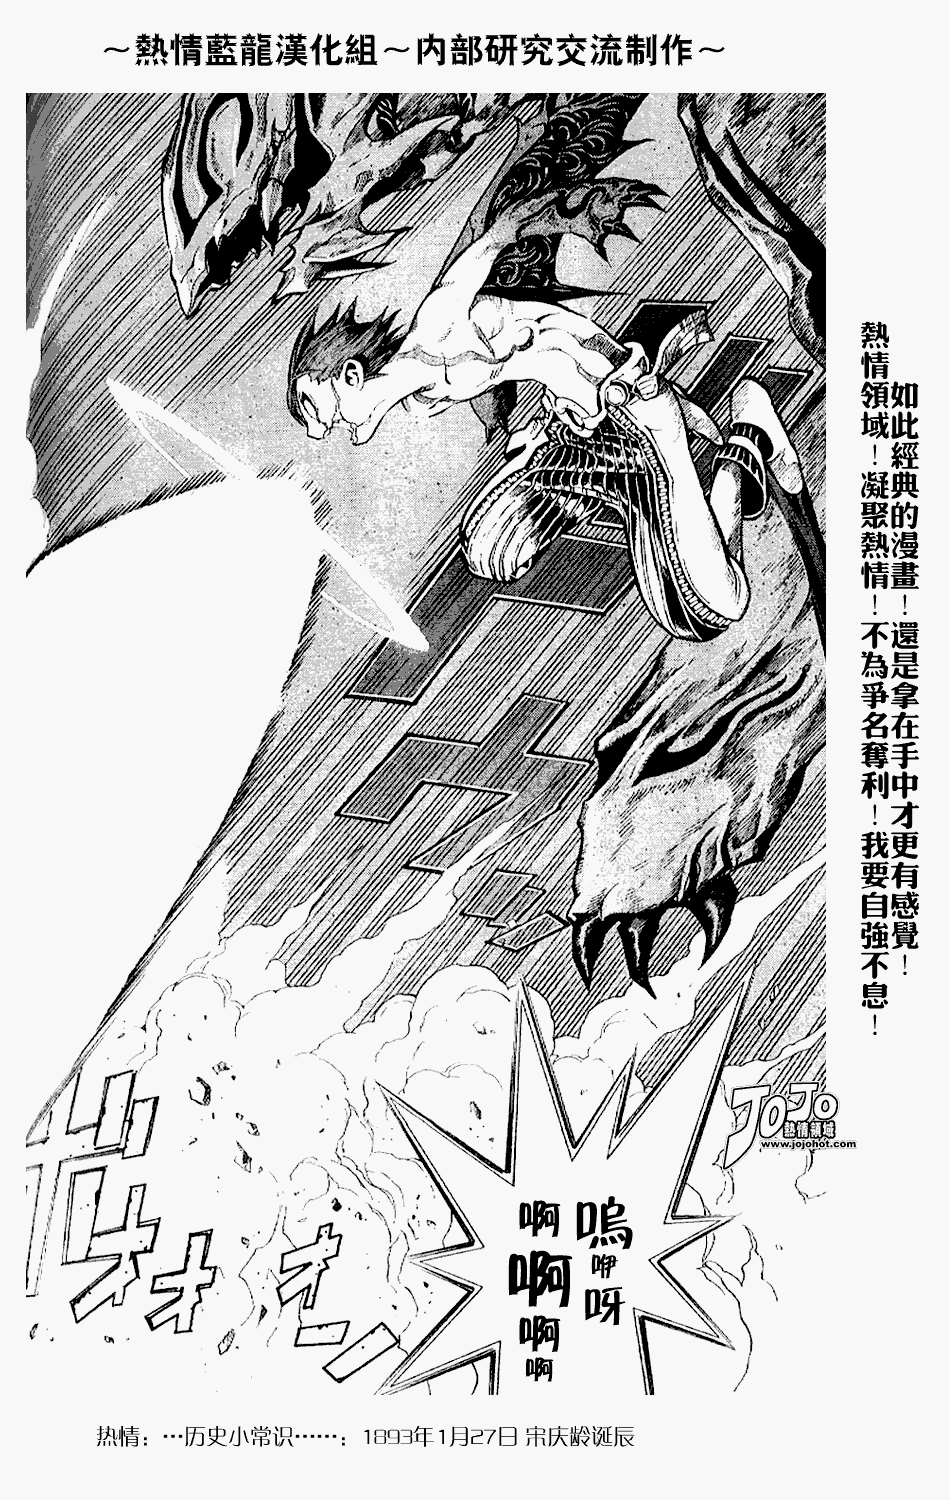 ～熱情藍龍漢化組～内部研究交流制作～
如此經典的漫畫！還是拿在手中才更有感覺！
熱情領域！凝聚熱情！不為爭名奪利！我要自強不息！
ドウッ
JOJO
熱情領域
www.jojohot.com
嗚咿呀
啊啊啊啊
热情：…历史小常识……：1893年1月27日 宋庆龄诞辰